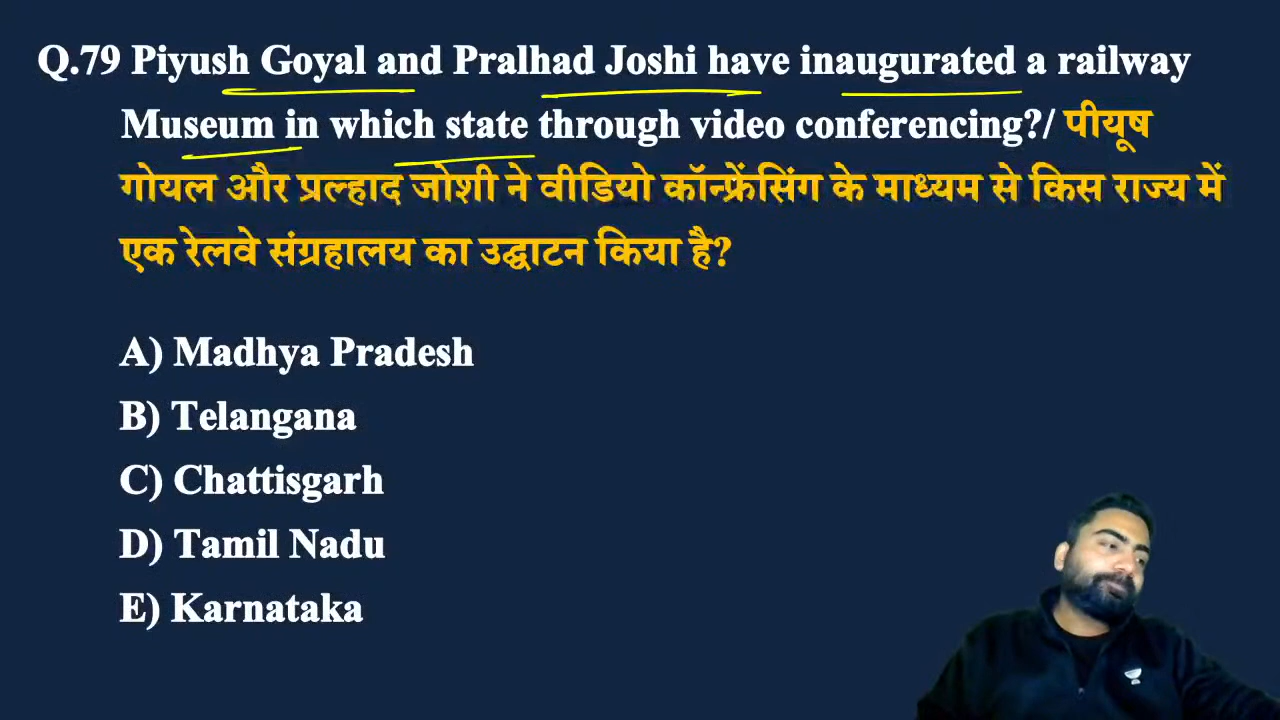 Q.79 Piyush Goyal and Pralhad Joshi have inaugurated a railway
Museum in which state through video conferencing?/ पीयूष
गोयल और प्रल्हाद जोशी ने वीडियो कॉन्फ्रेंसिंग के माध्यम से किस राज्य में
एक रेलवे संग्रहालय का उद्घाटन किया है?
A) Madhya Pradesh
B) Telangana
C) Chattisgarh
D) Tamil Nadu
E) Karnataka